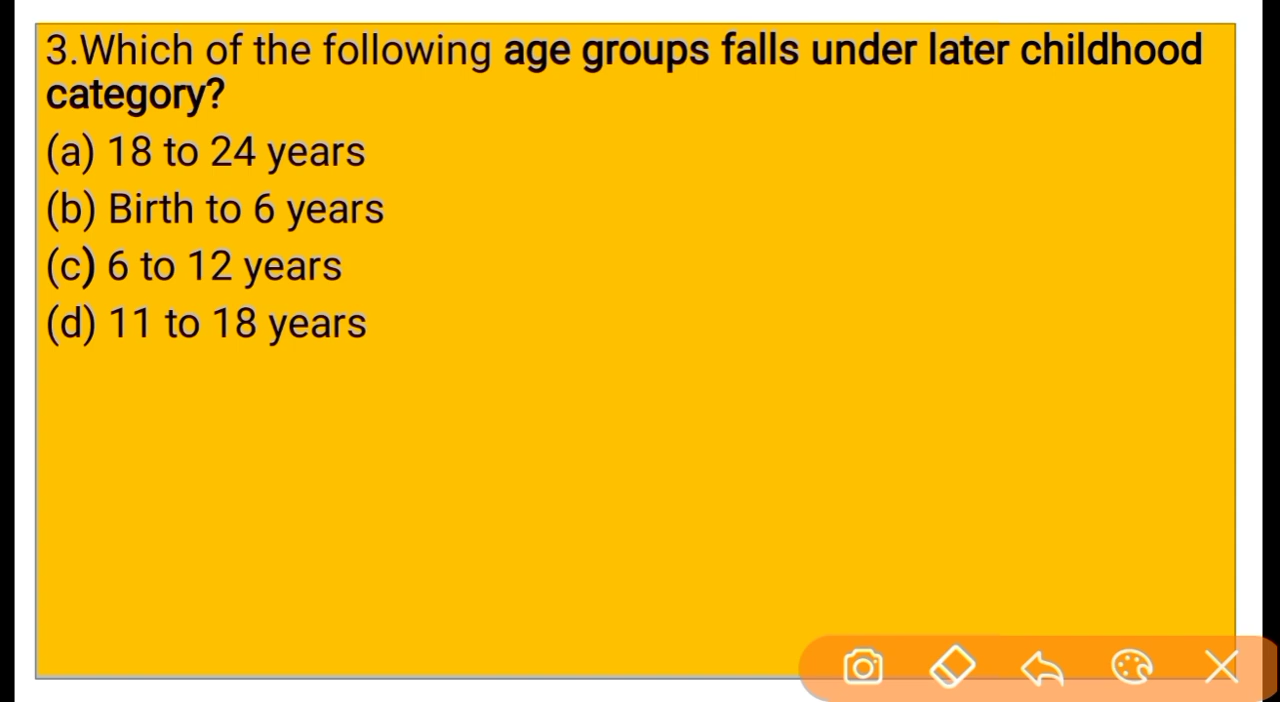 3.Which of the following age groups falls under later childhood
category?
(a) 18 to 24 years
(b) Birth to 6 years
(c) 6 to 12 years
(d) 11 to 18 years